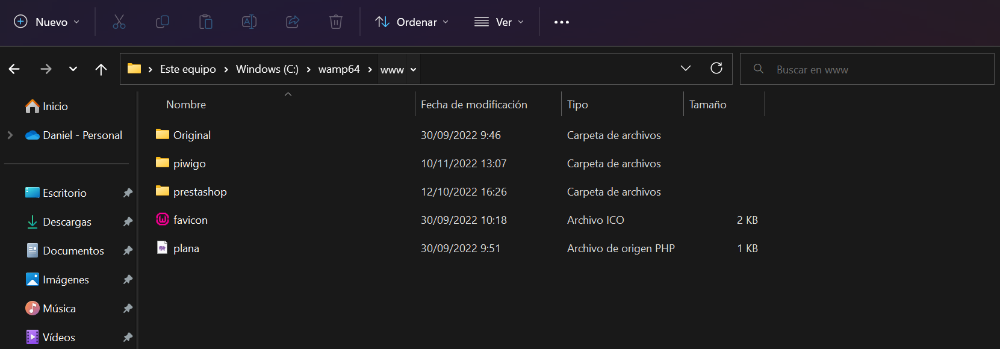 Nuevo Ordenar Ver
Este equipo Windows (C:) wamp64 www Buscar en www
Inicio
Daniel - Personal
Escritorio
Descargas
Documentos
Imágenes
Música
Vídeos
Nombre Fecha de modificación Tipo Tamaño
Original 30/09/2022 9:46 Carpeta de archivos
piwigo 10/11/2022 13:07 Carpeta de archivos
prestashop 12/10/2022 16:26 Carpeta de archivos
favicon 30/09/2022 10:18 Archivo ICO 2 KB
plana 30/09/2022 9:51 Archivo de origen PHP 1 KB